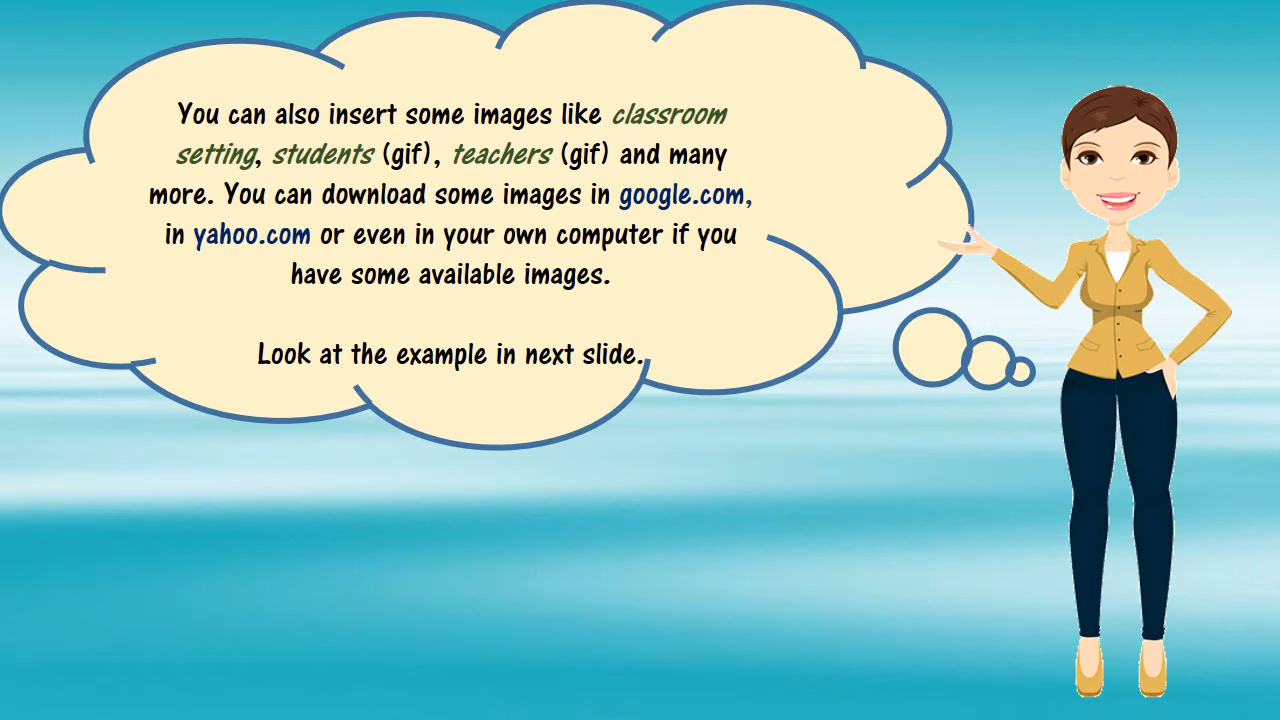 You can also insert some images like classroom
setting, students (gif), teachers (gif) and many
more. You can download some images in google.com,
in yahoo.com or even in your own computer if you
have some available images.
Look at the example in next slide.